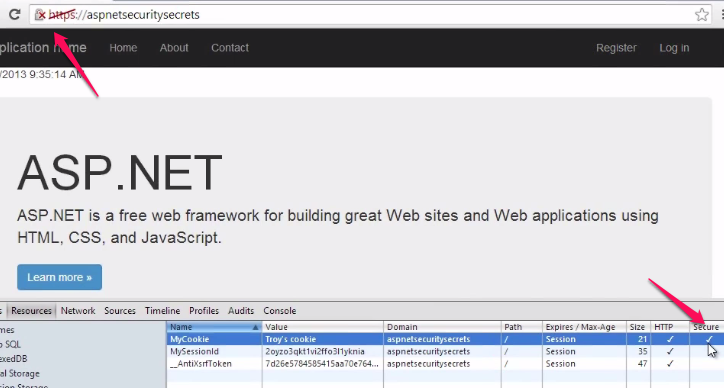 https://aspnetsecuritysecrets
plication name Home About Contact Register Log in
/2013 9:35:14 AM
ASP.NET
ASP.NET is a free web framework for building great Web sites and Web applications using
HTML, CSS, and JavaScript.
Learn more »
s Resources Network Sources Timeline Profiles Audits Console
mes
b SQL
exedDB
al Storage
Name Value Domain Path Expires / Max-Age Size HTTP Secure
MyCookie Troy's cookie aspnetsecuritysecrets / Session 21 ✓ ✓
MySessionId 2oyzo3qkt1vi2ffo3l1yknia aspnetsecuritysecrets / Session 35 ✓
__AntiXsrfToken 7d26e5784585415aa70e764... aspnetsecuritysecrets / Session 47 ✓